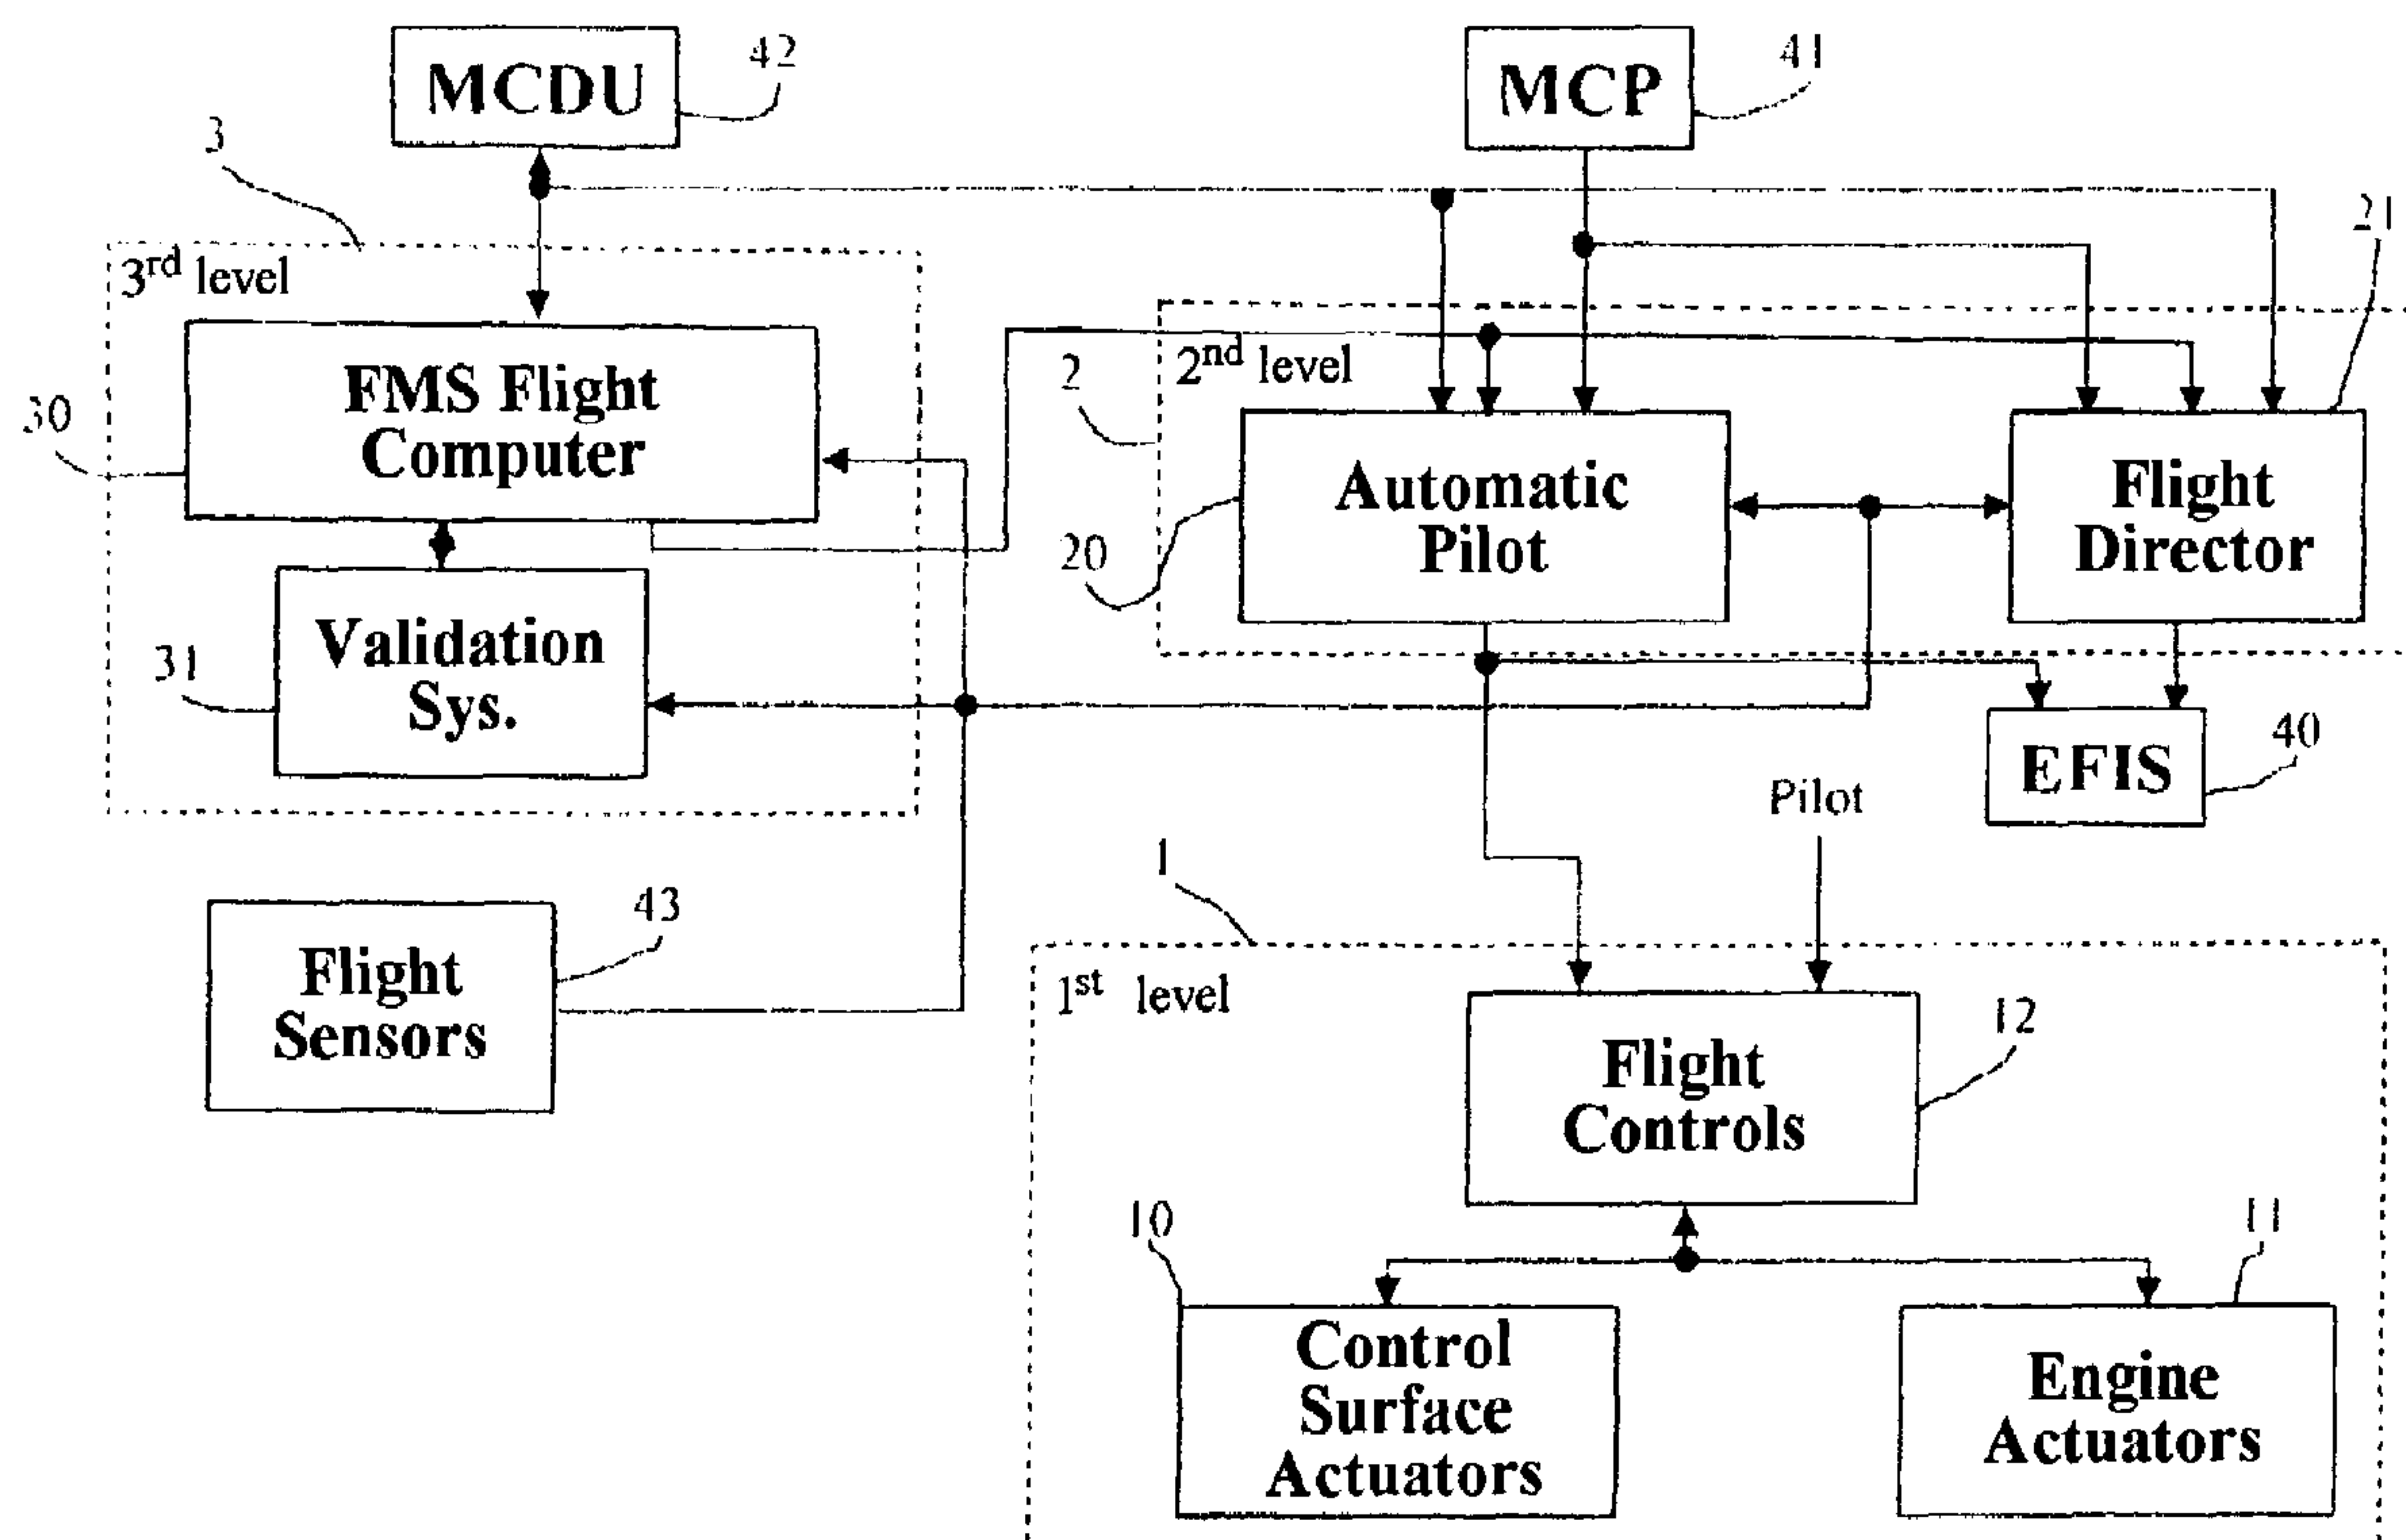 MCDU
42
MCP
41
3
21
3rd level
FMS Flight
Computer
30
2
2nd level
Automatic
Pilot
20
Flight
Director
Validation
Sys.
31
EFIS
40
Pilot
1
Flight
Sensors
43
1st level
Flight
Controls
12
10
11
Control
Surface
Actuators
Engine
Actuators